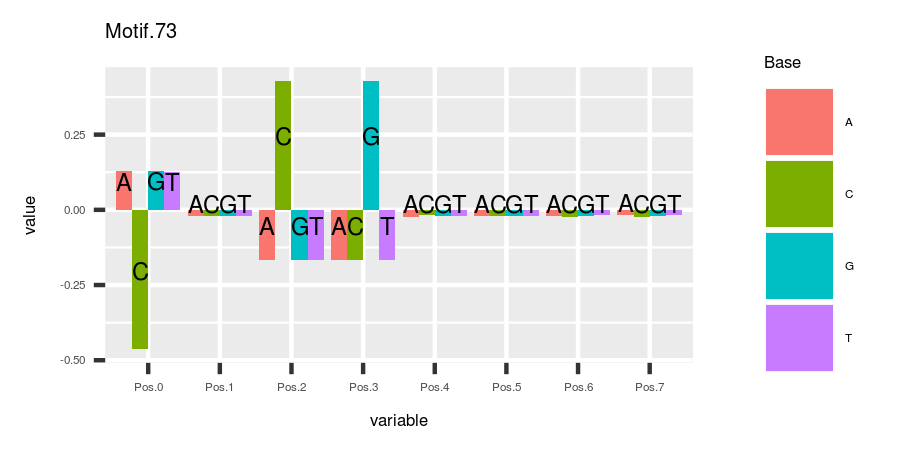 Motif.73
Base
A
C
G
T
value
0.25
0.00
-0.25
-0.50
A C G T
ACGT
A C G T
A C G T
ACGT
ACGT
ACGT
ACGT
Pos.0 Pos.1 Pos.2 Pos.3 Pos.4 Pos.5 Pos.6 Pos.7
variable